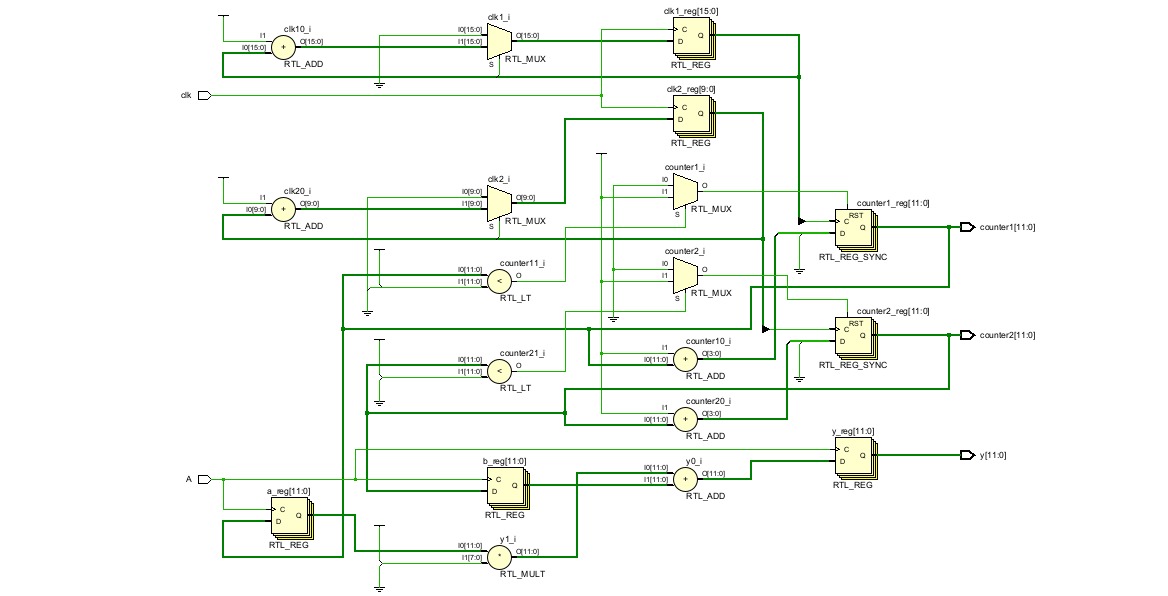 clk1_reg[15:0]
clk10_i
clk1_i
I1
I0[15:0]
O[15:0]
+
RTL_ADD
I0[15:0]
I1[15:0]
O[15:0]
S
RTL_MUX
C
D
Q
RTL_REG
clk
clk2_reg[9:0]
C
D
Q
RTL_REG
clk20_i
I1
I0[9:0]
O[9:0]
+
RTL_ADD
clk2_i
I0[9:0]
I1[9:0]
O[9:0]
S
RTL_MUX
counter1_i
I0
I1
O
S
RTL_MUX
counter1_reg[11:0]
RST
C
D
Q
RTL_REG_SYNC
counter1[11:0]
counter11_i
I0[11:0]
I1[11:0]
O
<
RTL_LT
counter2_i
I0
I1
O
S
RTL_MUX
counter2_reg[11:0]
RST
C
D
Q
RTL_REG_SYNC
counter2[11:0]
counter21_i
I0[11:0]
I1[11:0]
O
<
RTL_LT
counter10_i
I1
I0[11:0]
O[3:0]
+
RTL_ADD
counter20_i
I1
I0[11:0]
O[3:0]
+
RTL_ADD
y_reg[11:0]
C
D
Q
RTL_REG
y[11:0]
A
a_reg[11:0]
C
D
Q
RTL_REG
b_reg[11:0]
C
D
Q
RTL_REG
y0_i
I0[11:0]
I1[11:0]
O[11:0]
+
RTL_ADD
y1_i
I0[11:0]
I1[7:0]
O[11:0]
*
RTL_MULT